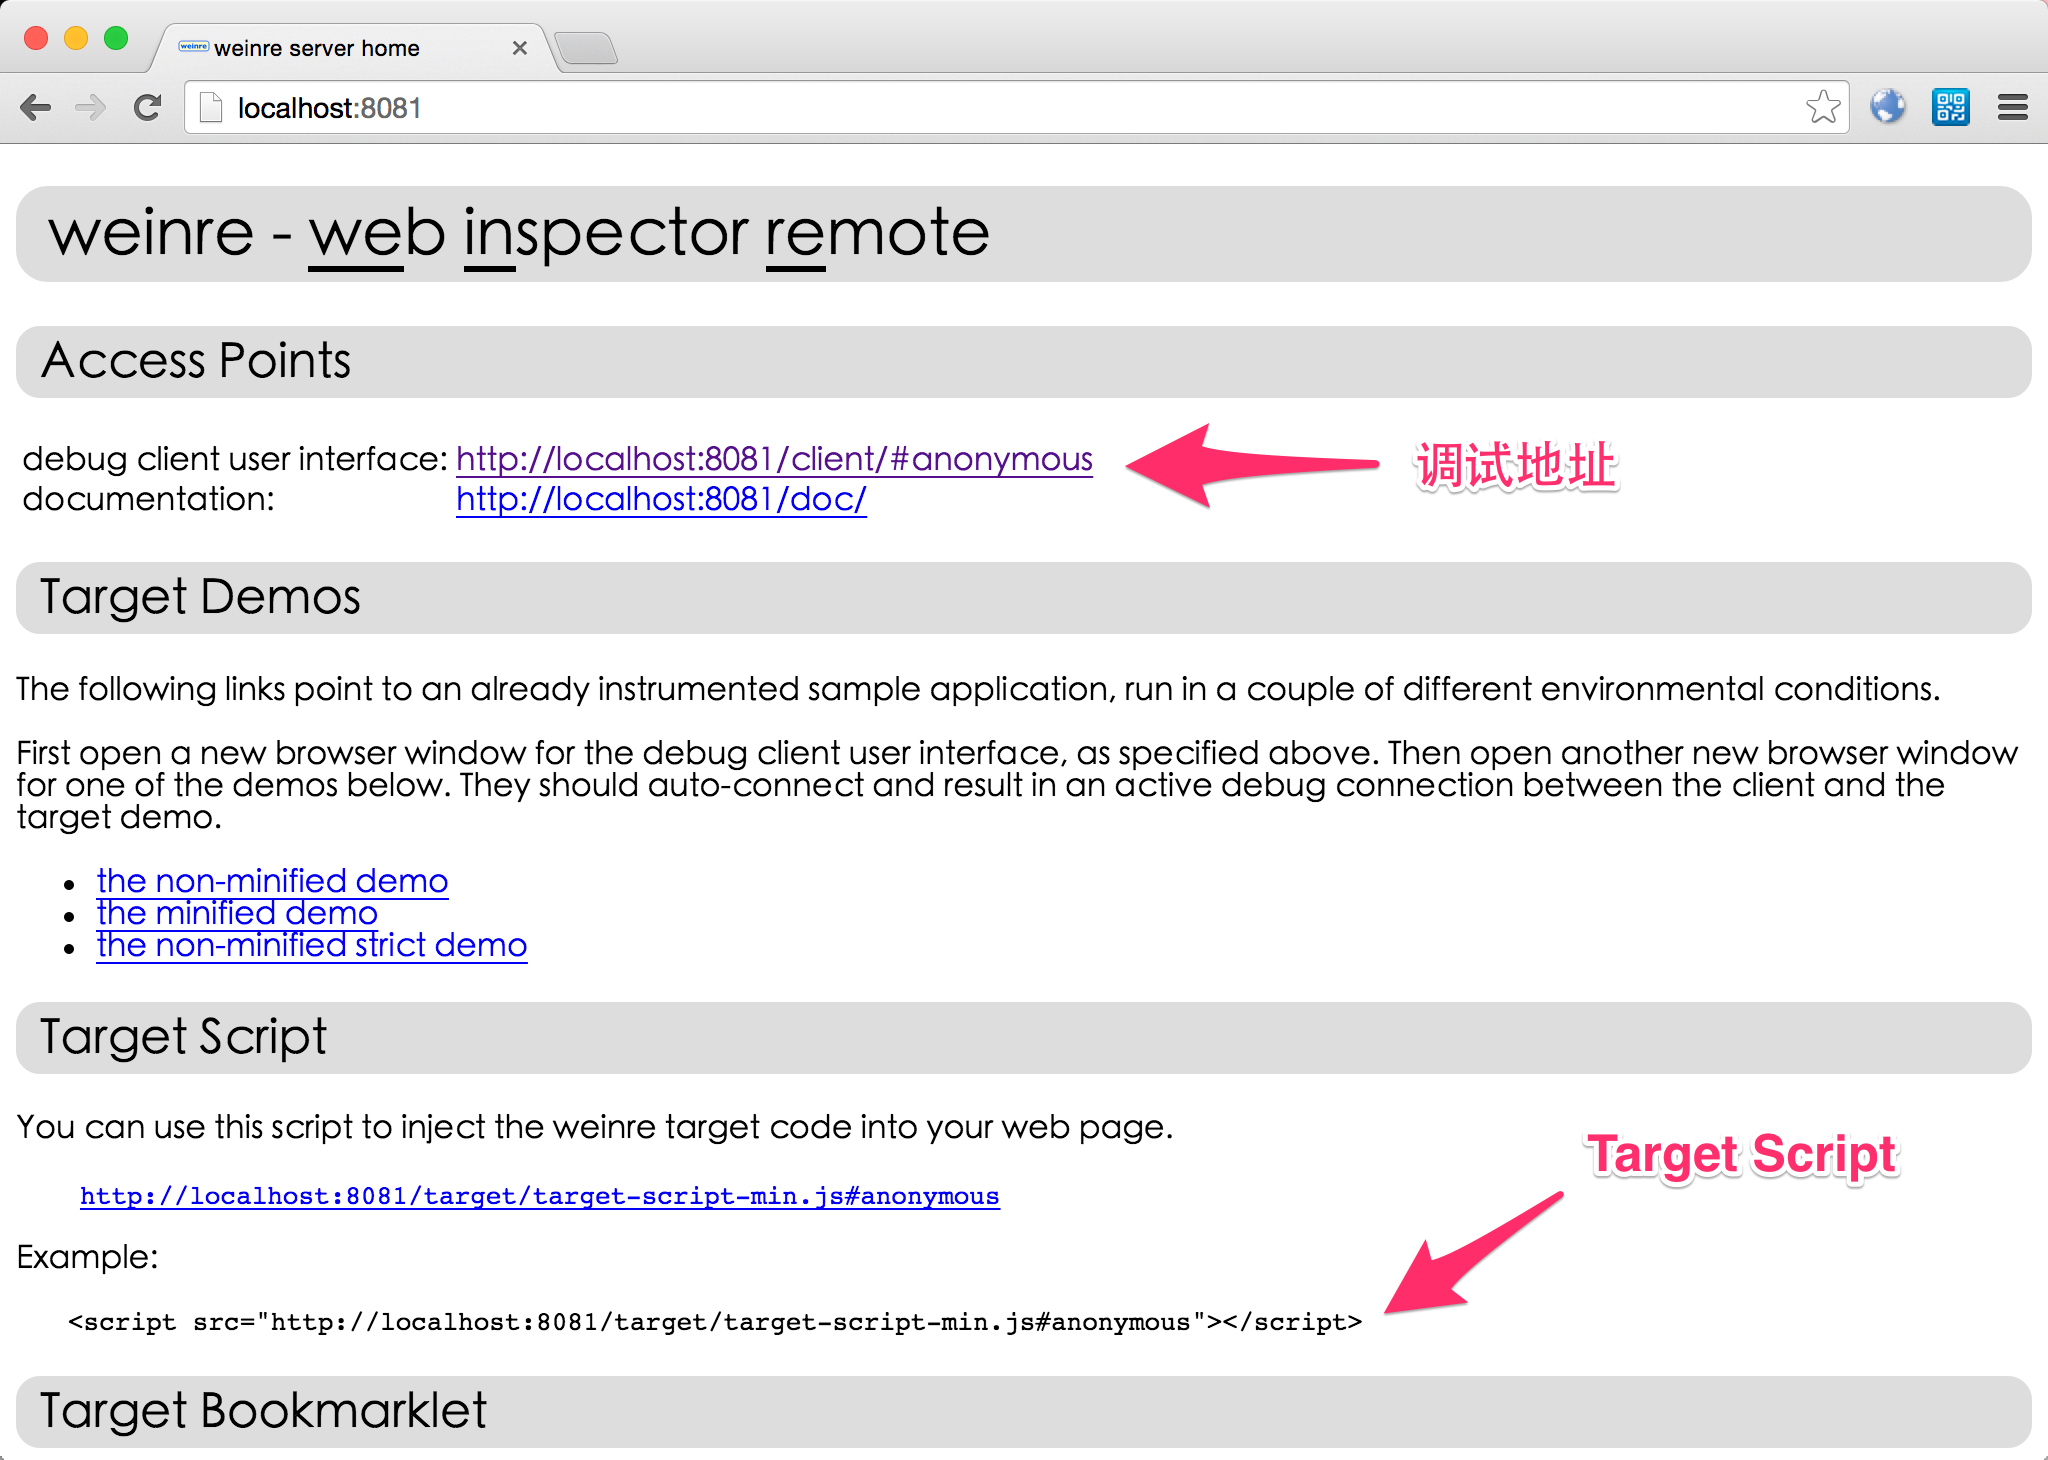 weinre weinre server home
localhost:8081
weinre - web inspector remote
Access Points
debug client user interface: http://localhost:8081/client/#anonymous
调试地址
documentation: http://localhost:8081/doc/
Target Demos
The following links point to an already instrumented sample application, run in a couple of different environmental conditions.
First open a new browser window for the debug client user interface, as specified above. Then open another new browser window
for one of the demos below. They should auto-connect and result in an active debug connection between the client and the
target demo.
• the non-minified demo
• the minified demo
• the non-minified strict demo
Target Script
You can use this script to inject the weinre target code into your web page.
Target Script
http://localhost:8081/target/target-script-min.js#anonymous
Example:
<script src="http://localhost:8081/target/target-script-min.js#anonymous"></script>
Target Bookmarklet